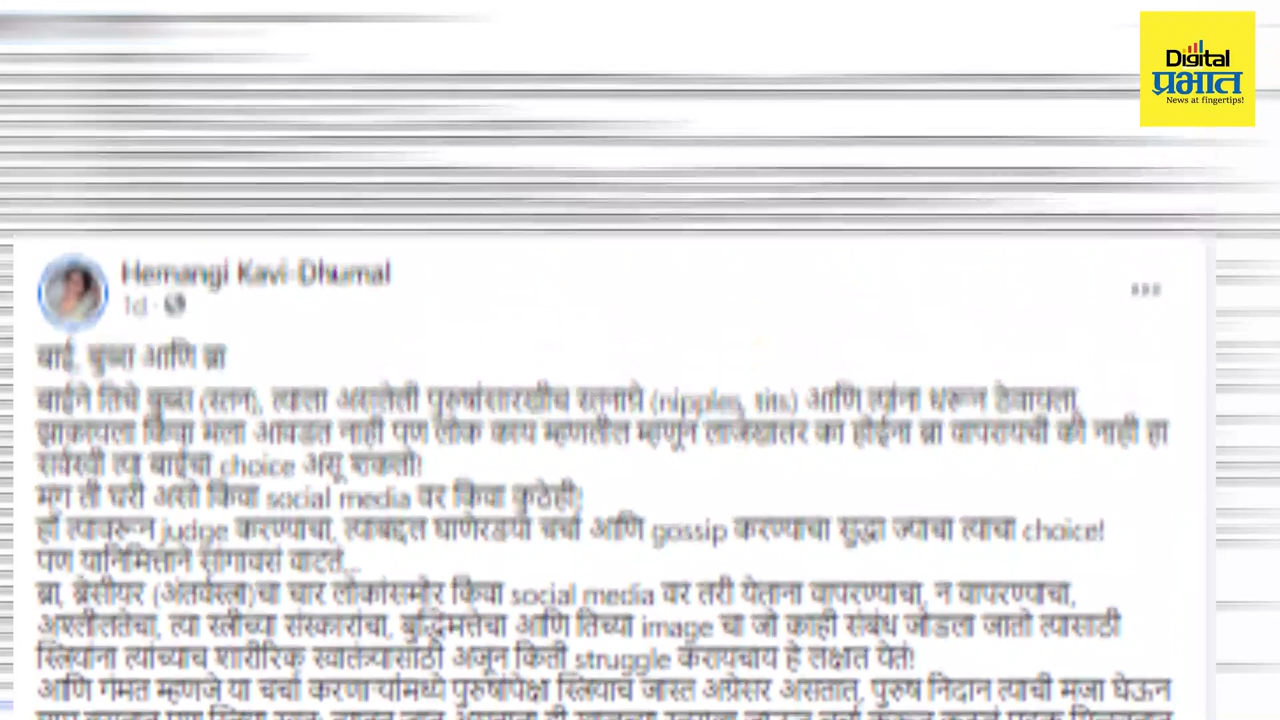 Digital
प्रभात
News at fingertips!
Hemangi Kavi-Dhumal
1d
बाई, बुब्स आणि ब्रा
बाईने तिचे बुब्स (स्तन), त्याला असलेली पुरुषांसारखीच स्तनाग्रे (nipples, tits) आणि त्यांना धरून ठेवायला,
झाकायला किंवा मला आवडत नाही पण लोक काय म्हणतील म्हणून लाजेखातर का होईना ब्रा वापरायची की नाही हा
सर्वस्वी त्या बाईचा choice असू शकतो!
मग ती घरी असो किंवा social media वर किंवा कुठेही!
हां त्यावरून judge करण्याचा, त्याबद्दल घाणेरड्या चर्चा आणि gossip करण्याचा सुद्धा ज्याचा त्याचा choice!
पण यानिमित्ताने सांगावसं वाटतं...
ब्रा, ब्रेसीयर (अंतर्वस्त्र)चा चार लोकांसमोर किंवा social media वर तरी येताना वापरण्याचा, न वापरण्याचा,
अश्लीलतेचा, त्या स्त्रीच्या संस्कारांचा, बुद्धिमत्तेचा आणि तिच्या image चा जो काही संबंध जोडला जातो त्यासाठी
स्त्रियांना त्यांच्याच शारीरिक स्वातंत्र्यासाठी अजून किती struggle करायचाय हे लक्षात येतं!
आणि गंमत म्हणजे या चर्चा करणाऱ्यांमध्ये पुरुषांपेक्षा स्त्रियाच जास्त अग्रेसर असतात, पुरुष निदान त्याची मजा घेऊन